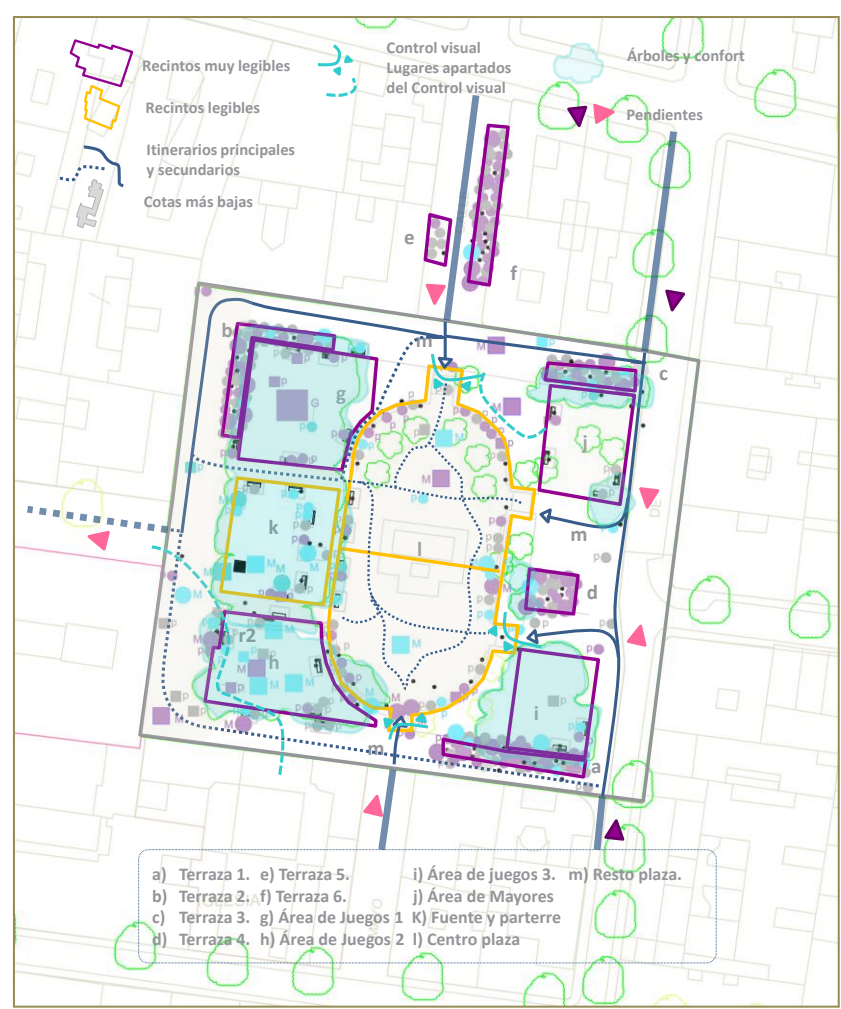 Control visual
Lugares apartados
del Control visual
Árboles y confort
Recintos muy legibles
Recintos legibles
Pendientes
Itinerarios principales
y secundarios
Cotas más bajas
e
f
b
m
c
g
j
k
l
m
d
r2
h
i
m
a
a) Terraza 1. e) Terraza 5. i) Área de juegos 3. m) Resto plaza.
b) Terraza 2. f) Terraza 6. j) Área de Mayores
c) Terraza 3. g) Área de Juegos 1 K) Fuente y parterre
d) Terraza 4. h) Área de Juegos 2 l) Centro plaza